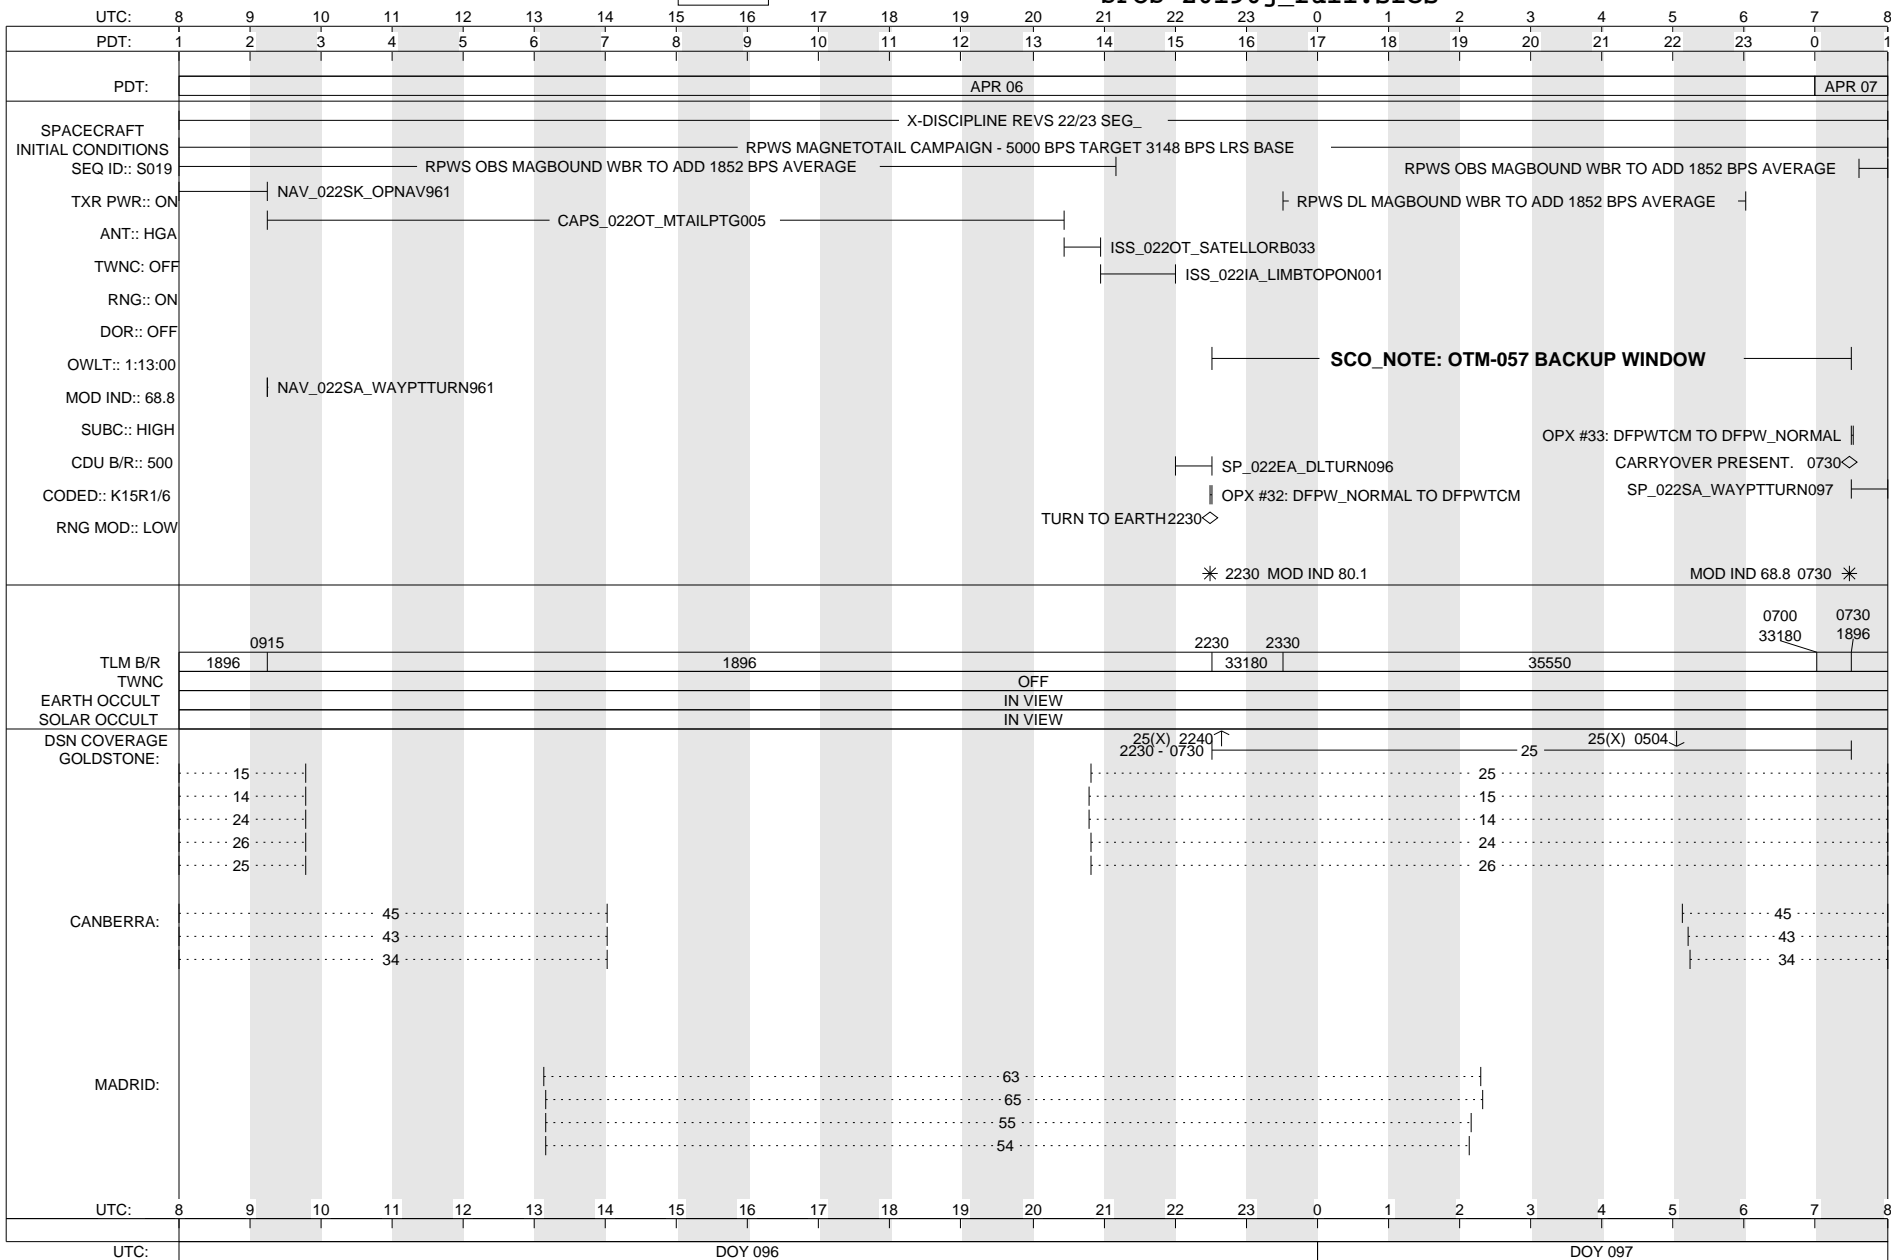 UTC: 8 9 10 11 12 13 14 15 16 17 18 19 20 21 22 23 0 1 2 3 4 5 6 7 8
PDT: 1 2 3 4 5 6 7 8 9 10 11 12 13 14 15 16 17 18 19 20 21 22 23 0 1
PDT: APR 06 APR 07
SPACECRAFT
INITIAL CONDITIONS
SEQ ID:: S019
TXR PWR:: ON
ANT:: HGA
TWNC: OFF
RNG:: ON
DOR:: OFF
OWLT:: 1:13:00
MOD IND:: 68.8
SUBC:: HIGH
CDU B/R:: 500
CODED:: K15R1/6
RNG MOD:: LOW
X-DISCIPLINE REVS 22/23 SEG_
RPWS MAGNETOTAIL CAMPAIGN - 5000 BPS TARGET 3148 BPS LRS BASE
RPWS OBS MAGBOUND WBR TO ADD 1852 BPS AVERAGE
RPWS OBS MAGBOUND WBR TO ADD 1852 BPS AVERAGE
NAV_022SK_OPNAV961
RPWS DL MAGBOUND WBR TO ADD 1852 BPS AVERAGE
CAPS_022OT_MTAILPTG005
ISS_022OT_SATELLORB033
ISS_022IA_LIMBTOPON001
SCO_NOTE: OTM-057 BACKUP WINDOW
NAV_022SA_WAYPTTURN961
OPX #33: DFPWTCM TO DFPW_NORMAL
SP_022EA_DLTURN096
CARRYOVER PRESENT. 0730
OPX #32: DFPW_NORMAL TO DFPWTCM
SP_022SA_WAYPTTURN097
TURN TO EARTH 2230
2230 MOD IND 80.1
MOD IND 68.8 0730
0915
2230 2330
0700
33180
0730
1896
TLM B/R 1896 1896 33180 35550
TWNC OFF
EARTH OCCULT IN VIEW
SOLAR OCCULT IN VIEW
DSN COVERAGE
25(X) 2240
25(X) 0504
GOLDSTONE:
2230 - 0730 25
15 25
14 15
24 14
26 24
25 26
CANBERRA:
45 45
43 43
34 34
MADRID:
63
65
55
54
UTC: 8 9 10 11 12 13 14 15 16 17 18 19 20 21 22 23 0 1 2 3 4 5 6 7 8
UTC: DOY 096 DOY 097